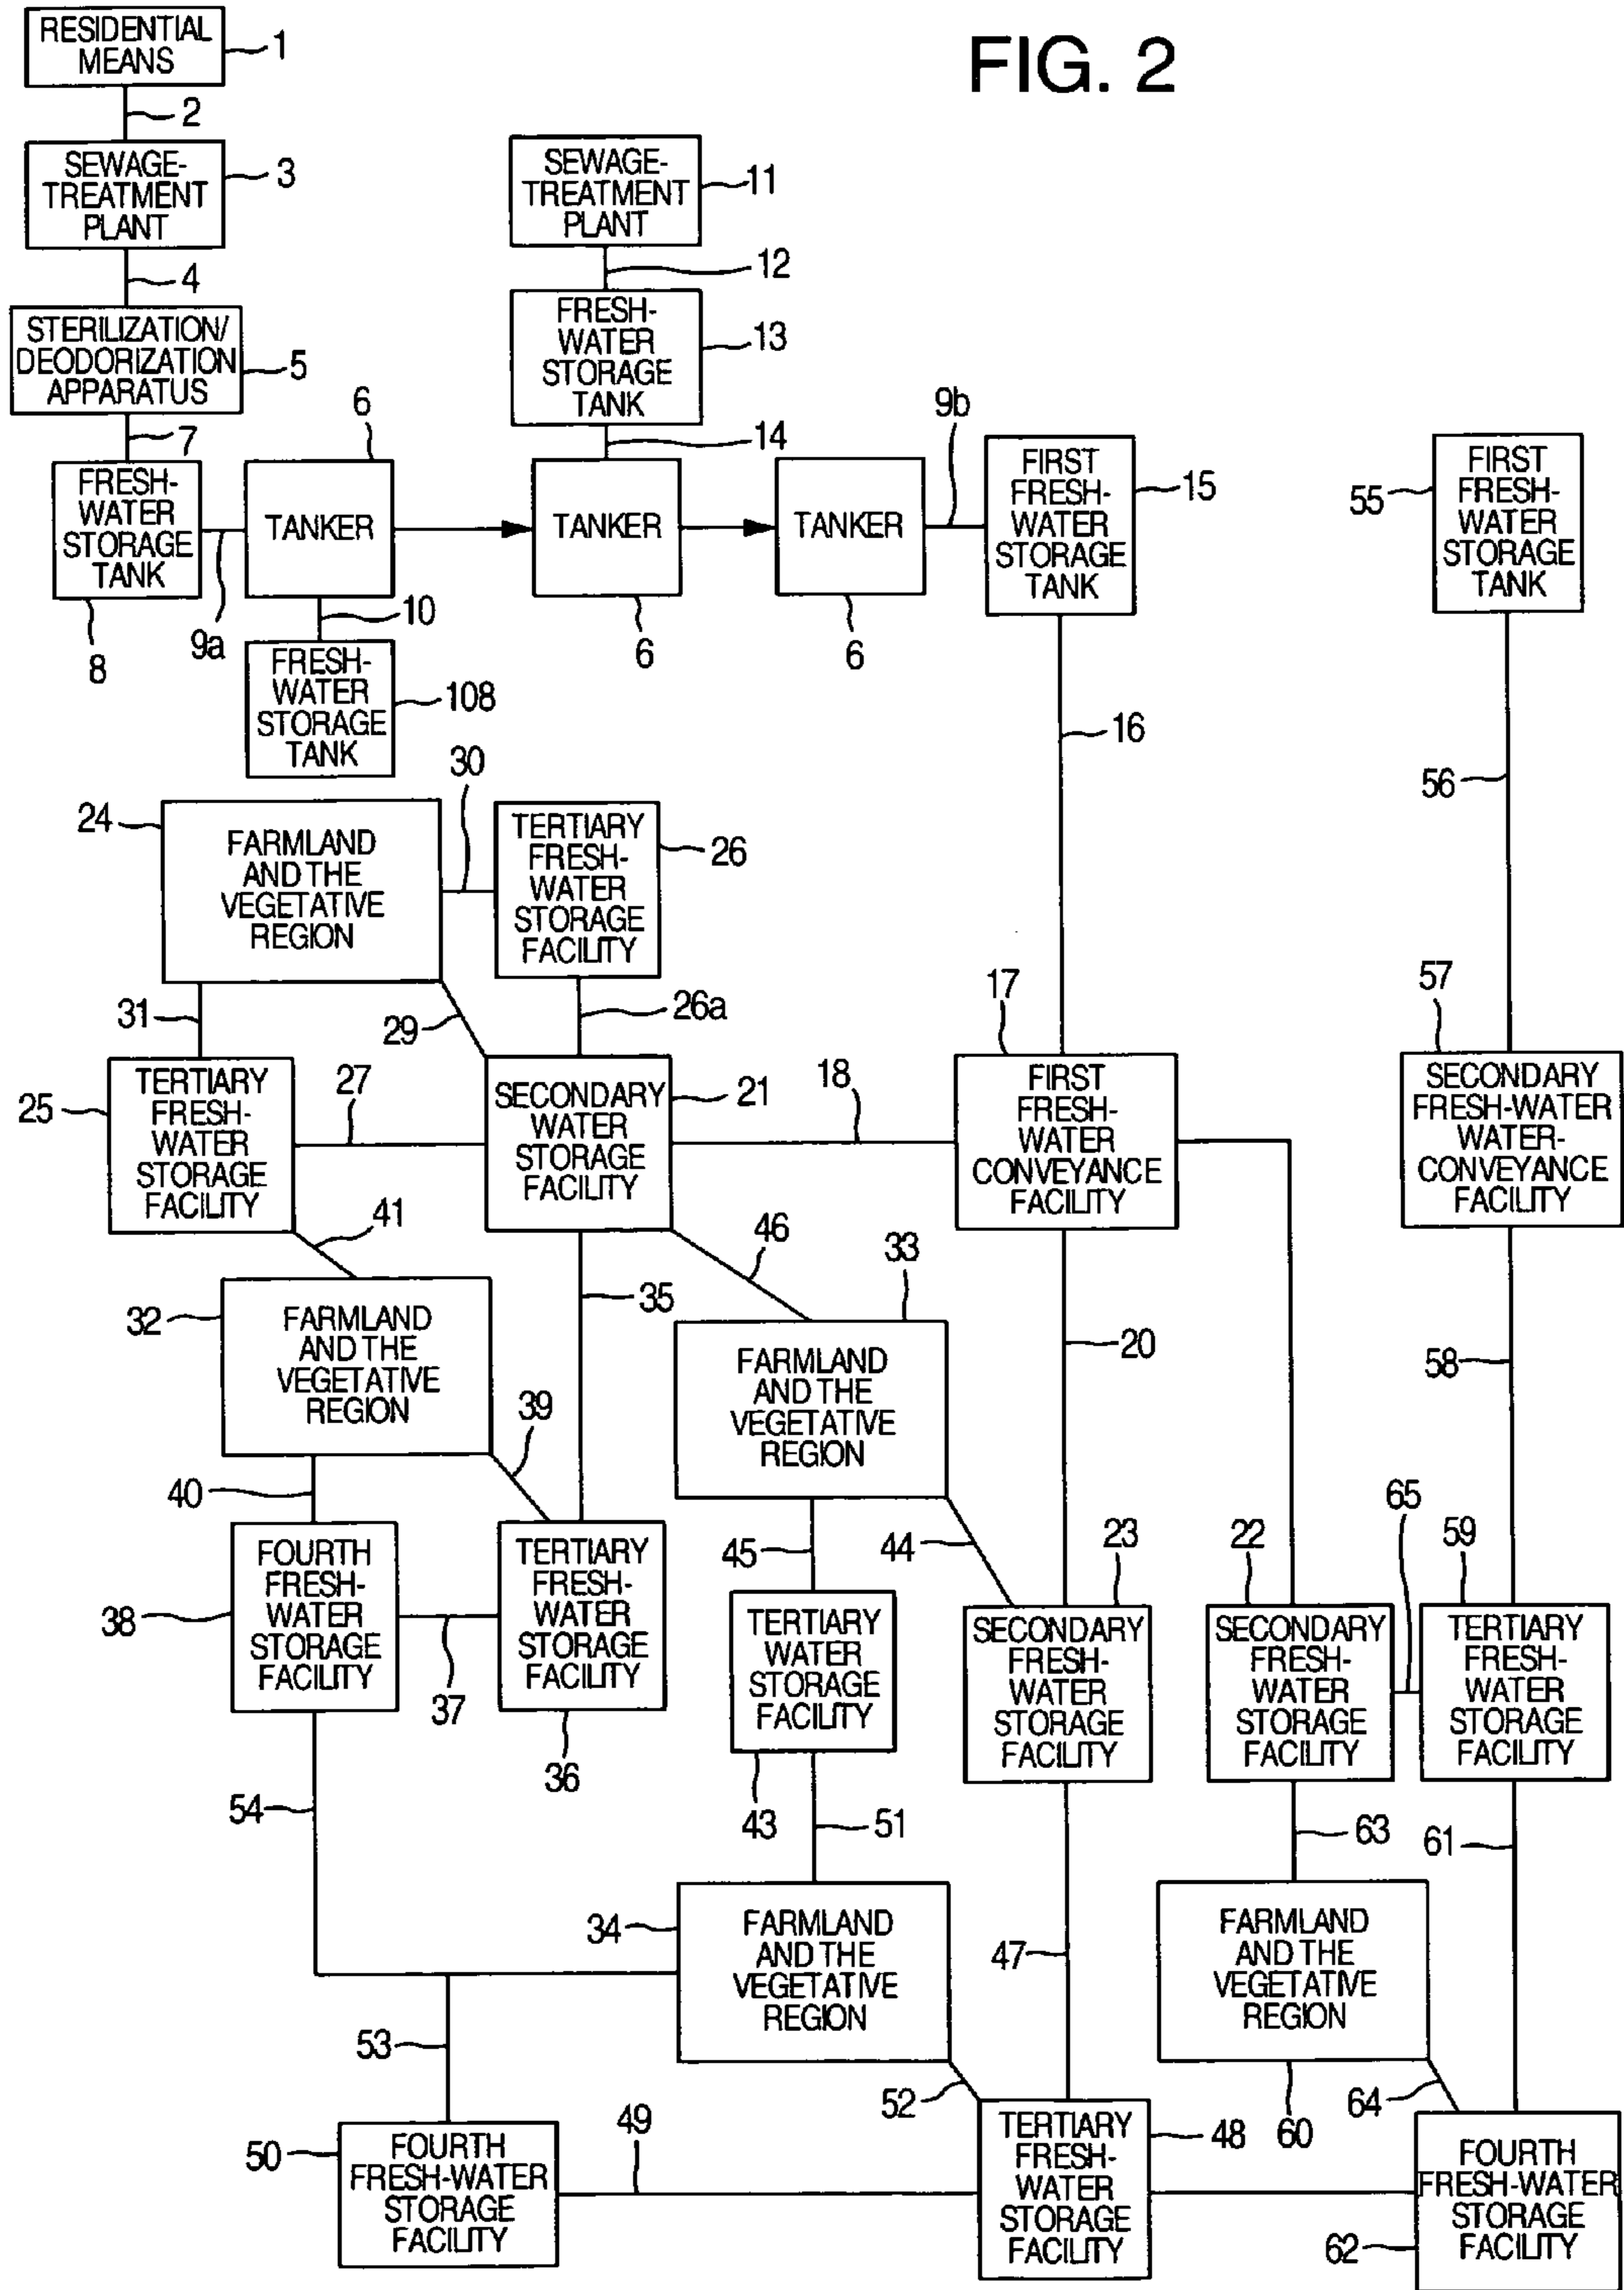 FIG. 2
RESIDENTIAL
MEANS
1
2
SEWAGE-
TREATMENT
PLANT
3
4
STERILIZATION/
DEODORIZATION
APPARATUS
5
7
FRESH-
WATER
STORAGE
TANK
8
9a
6
TANKER
10
FRESH-
WATER
STORAGE
TANK
108
SEWAGE-
TREATMENT
PLANT
11
12
FRESH-
WATER
STORAGE
TANK
13
14
TANKER
6
TANKER
6
9b
FIRST
FRESH-
WATER
STORAGE
TANK
15
16
55
FIRST
FRESH-
WATER
STORAGE
TANK
56
24
FARMLAND
AND THE
VEGETATIVE
REGION
30
TERTIARY
FRESH-
WATER
STORAGE
FACILITY
26
31
29
26a
25
TERTIARY
FRESH-
WATER
STORAGE
FACILITY
27
SECONDARY
WATER
STORAGE
FACILITY
21
18
17
FIRST
FRESH-
WATER
CONVEYANCE
FACILITY
57
SECONDARY
FRESH-WATER
WATER-
CONVEYANCE
FACILITY
41
46
32
FARMLAND
AND THE
VEGETATIVE
REGION
35
33
FARMLAND
AND THE
VEGETATIVE
REGION
20
58
39
40
38
FOURTH
FRESH-
WATER
STORAGE
FACILITY
37
TERTIARY
FRESH-
WATER
STORAGE
FACILITY
36
45
44
TERTIARY
WATER
STORAGE
FACILITY
43
23
SECONDARY
FRESH-
WATER
STORAGE
FACILITY
22
SECONDARY
FRESH-
WATER
STORAGE
FACILITY
65
59
TERTIARY
FRESH-
WATER
STORAGE
FACILITY
54
51
63
61
34
FARMLAND
AND THE
VEGETATIVE
REGION
47
FARMLAND
AND THE
VEGETATIVE
REGION
60
64
53
52
50
FOURTH
FRESH-WATER
STORAGE
FACILITY
49
TERTIARY
FRESH-
WATER
STORAGE
FACILITY
48
FOURTH
FRESH-WATER
STORAGE
FACILITY
62